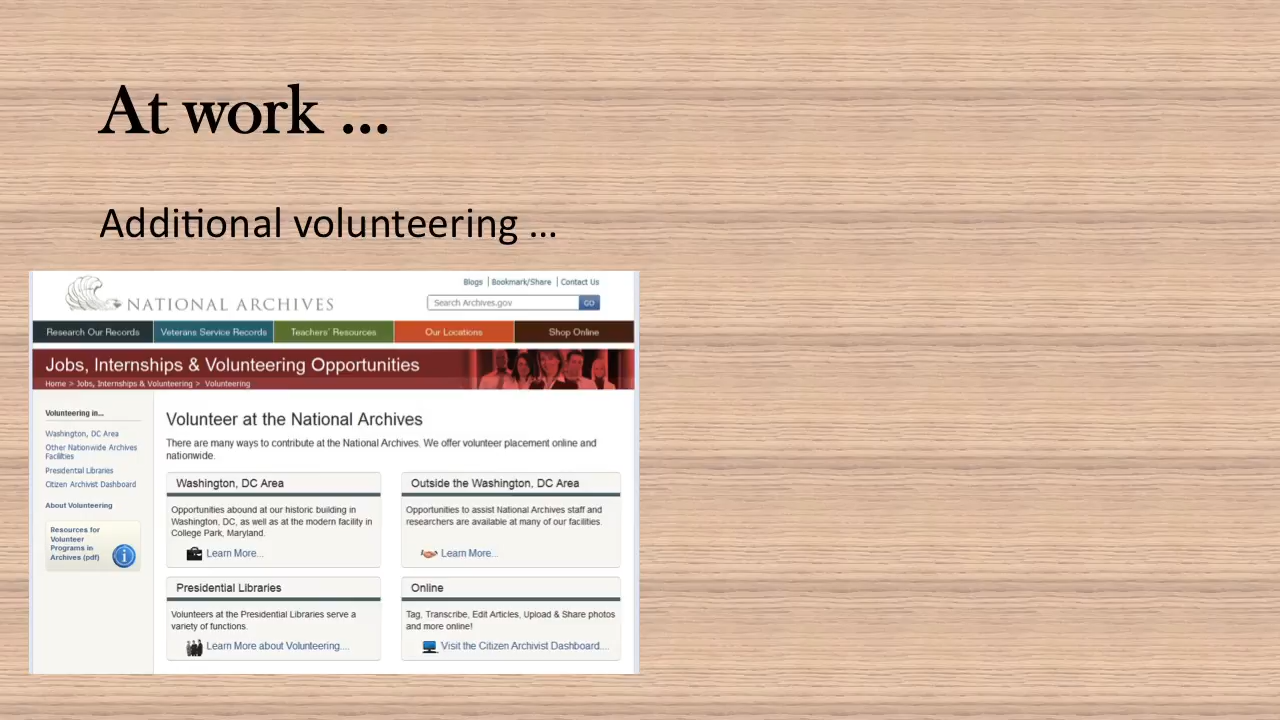 At work ...
Additional volunteering ...
Blogs | Bookmark/Share | Contact Us
NATIONAL ARCHIVES
Search Archives.gov GO
Research Our Records Veterans Service Records Teachers' Resources Our Locations Shop Online
Jobs, Internships & Volunteering Opportunities
Home > Jobs, Internships & Volunteering > Volunteering
Volunteering in...
Washington, DC Area
Other Nationwide Archives
Facilities
Presidential Libraries
Citizen Archivist Dashboard
About Volunteering
Resources for
Volunteer
Programs in
Archives (pdf)
Volunteer at the National Archives
There are many ways to contribute at the National Archives. We offer volunteer placement online and
nationwide.
Washington, DC Area
Opportunities abound at our historic building in
Washington, DC, as well as at the modern facility in
College Park, Maryland.
Learn More...
Outside the Washington, DC Area
Opportunities to assist National Archives staff and
researchers are available at many of our facilities.
Learn More...
Presidential Libraries
Volunteers at the Presidential Libraries serve a
variety of functions.
Learn More about Volunteering....
Online
Tag, Transcribe, Edit Articles, Upload & Share photos
and more online!
Visit the Citizen Archivist Dashboard....